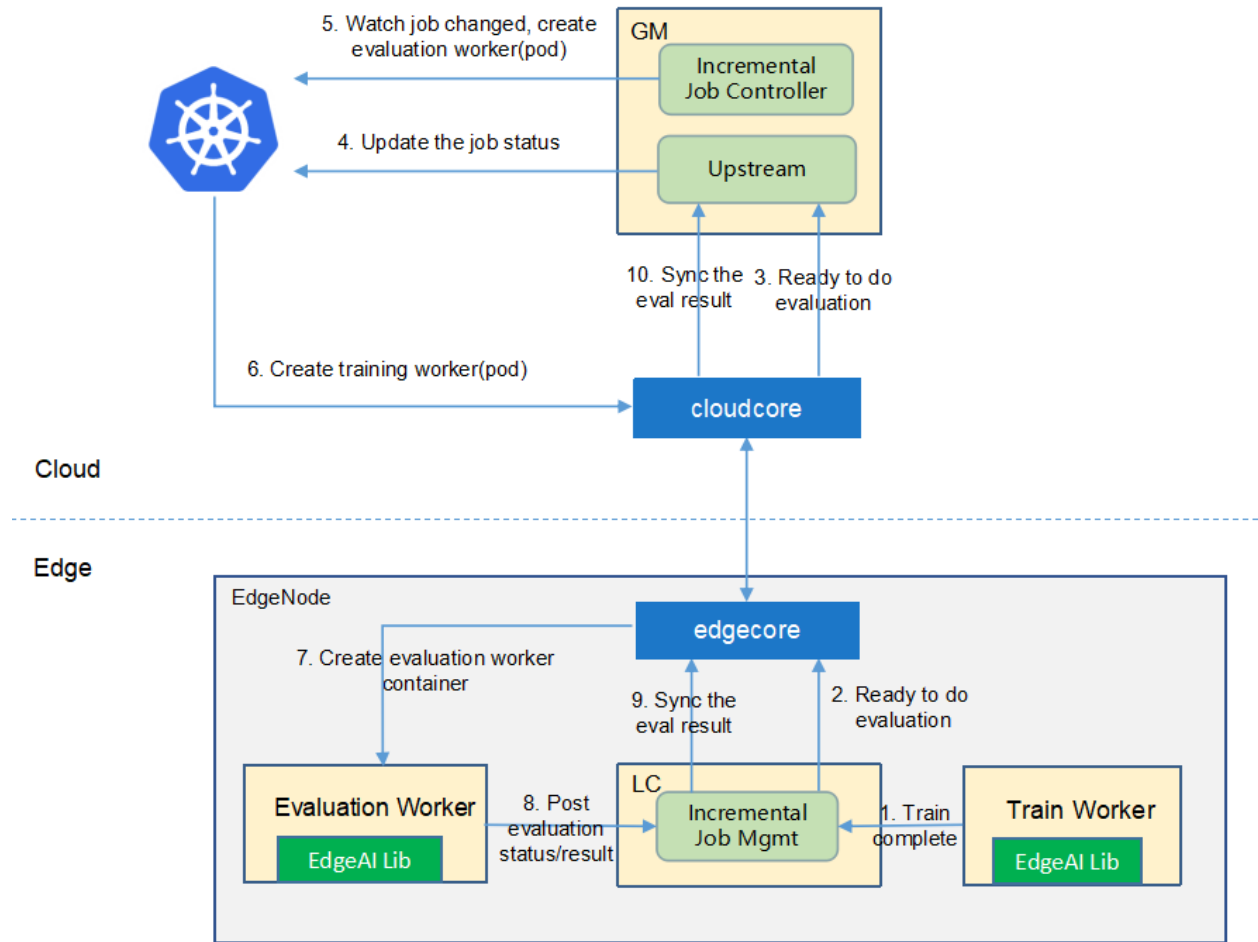 5. Watch job changed, create
evaluation worker(pod)
GM
Incremental
Job Controller
4. Update the job status
Upstream
10. Sync the
eval result
3. Ready to do
evaluation
6. Create training worker(pod)
cloudcore
Cloud
Edge
EdgeNode
edgecore
7. Create evaluation worker
container
9. Sync the
eval result
2. Ready to do
evaluation
Evaluation Worker
EdgeAI Lib
8. Post
evaluation
status/result
LC
Incremental
Job Mgmt
1. Train
complete
Train Worker
EdgeAI Lib